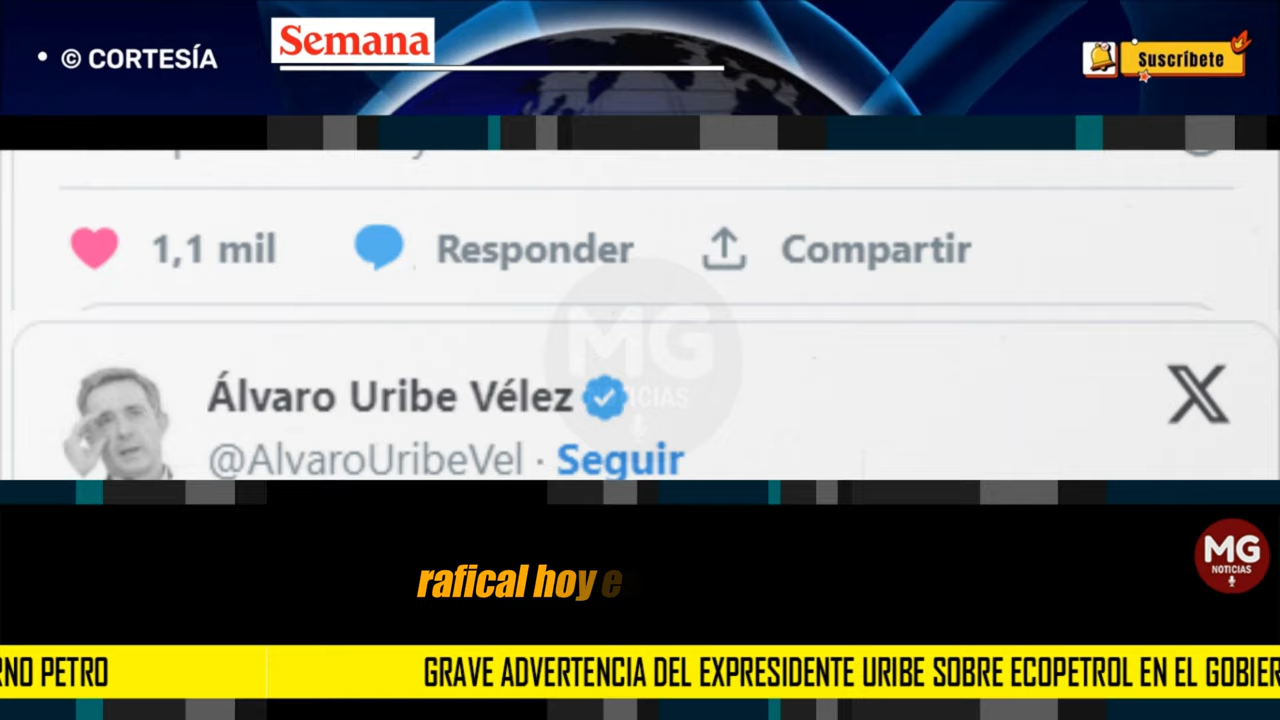 • © CORTESÍA
Semana
Suscríbete
1,1 mil
Responder
Compartir
MG
Álvaro Uribe Vélez
@AlvaroUribeVel · Seguir
rafical hoy e
MG
NOTICIAS
RNO PETRO
GRAVE ADVERTENCIA DEL EXPRESIDENTE URIBE SOBRE ECOPETROL EN EL GOBIER